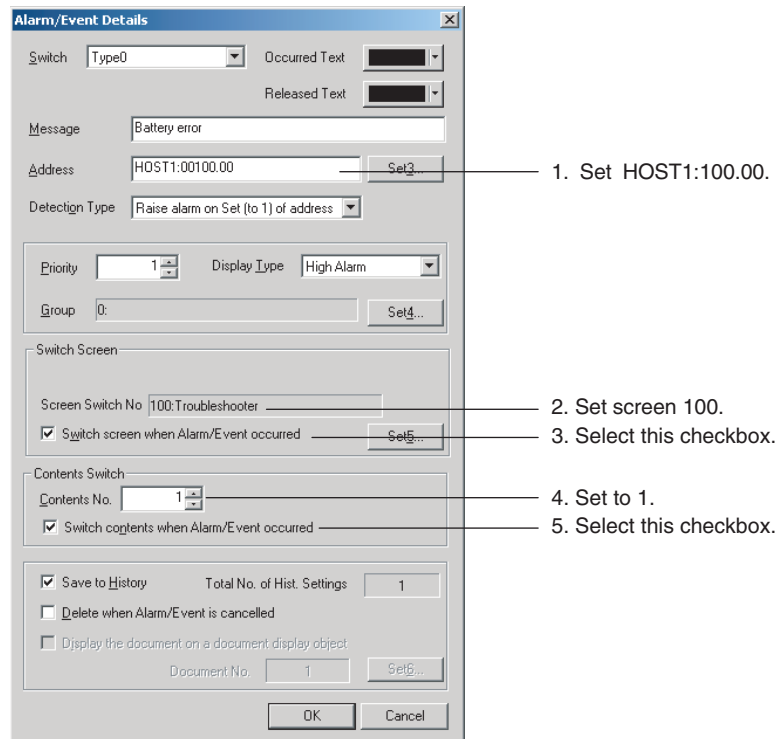 Alarm/Event Details
Switch Type0 Occurred Text
Released Text
Message Battery error
Address HOST1:00100.00 Set3... 1. Set HOST1:100.00.
Detection Type Raise alarm on Set (to 1) of address
Priority 1 Display Type High Alarm
Group 0: Set4...
Switch Screen
Screen Switch No 100:Troubleshooter 2. Set screen 100.
Switch screen when Alarm/Event occurred Set5... 3. Select this checkbox.
Contents Switch
Contents No. 1 4. Set to 1.
Switch contents when Alarm/Event occurred 5. Select this checkbox.
Save to History Total No. of Hist. Settings 1
Delete when Alarm/Event is cancelled
Display the document on a document display object
Document No. 1 Set6...
OK Cancel